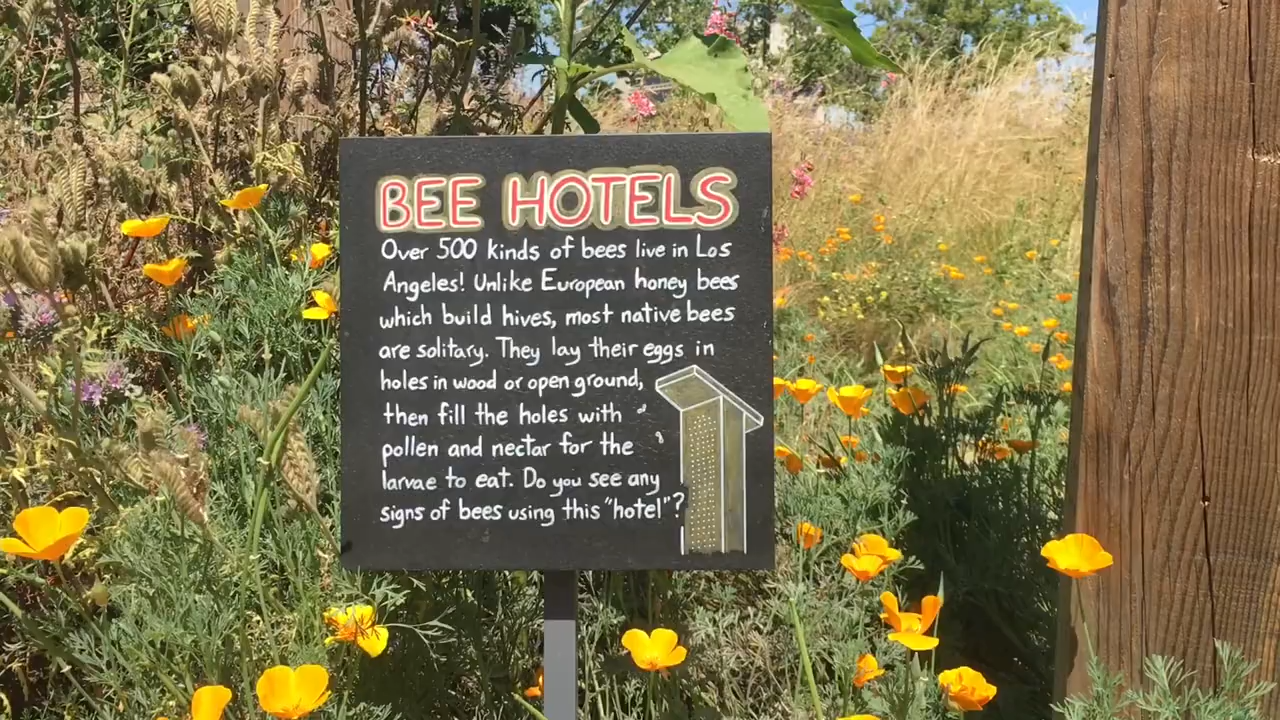 BEE HOTELS
Over 500 kinds of bees live in Los
Angeles! Unlike European honey bees
which build hives, most native bees
are solitary. They lay their eggs in
holes in wood or open ground,
then fill the holes with
pollen and nectar for the
larvae to eat. Do you see any
signs of bees using this "hotel"?